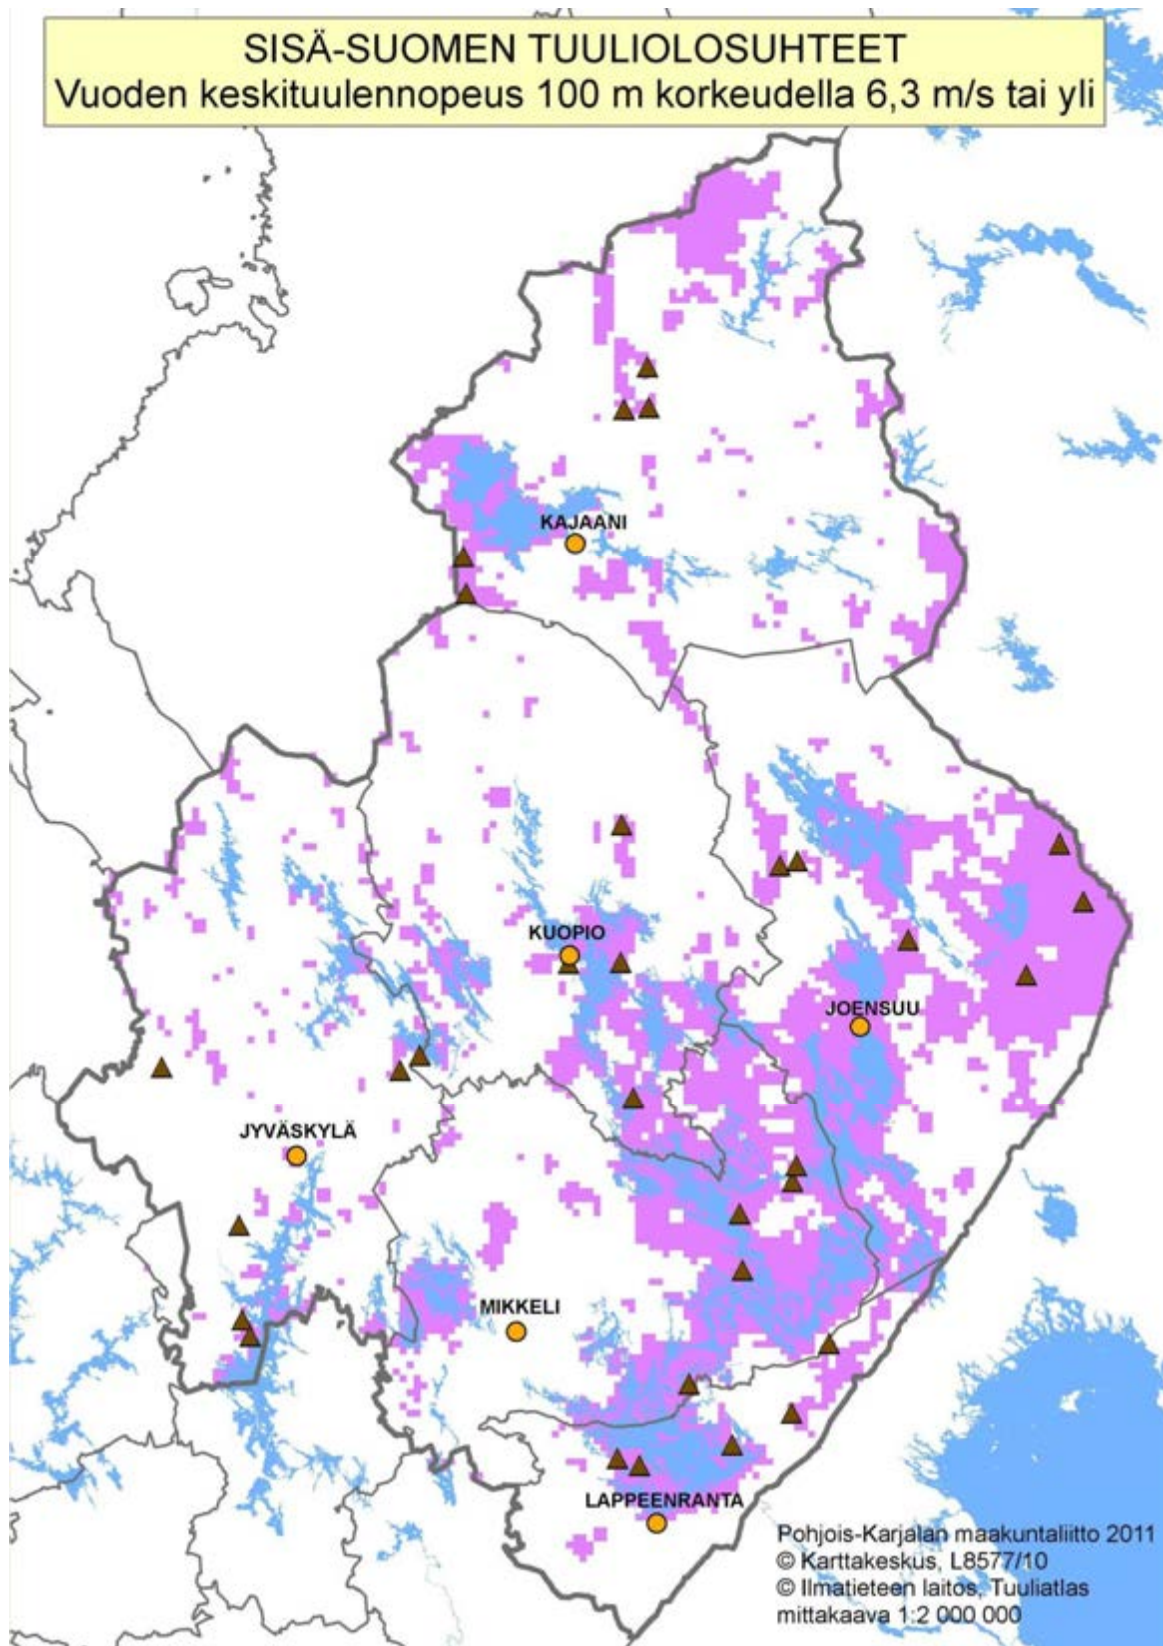 SISÄ-SUOMEN TUULIOLOSUHTEET
Vuoden keskituulennopeus 100 m korkeudella 6,3 m/s tai yli
KAJAANI
KUOPIO
JOENSUU
JYVÄSKYLÄ
MIKKELI
LAPPEENRANTA
Pohjois-Karjalan maakuntaliitto 2011
© Karttakeskus, L8577/10
© Ilmatieteen laitos, Tuuliatlas
mittakaava 1:2 000 000